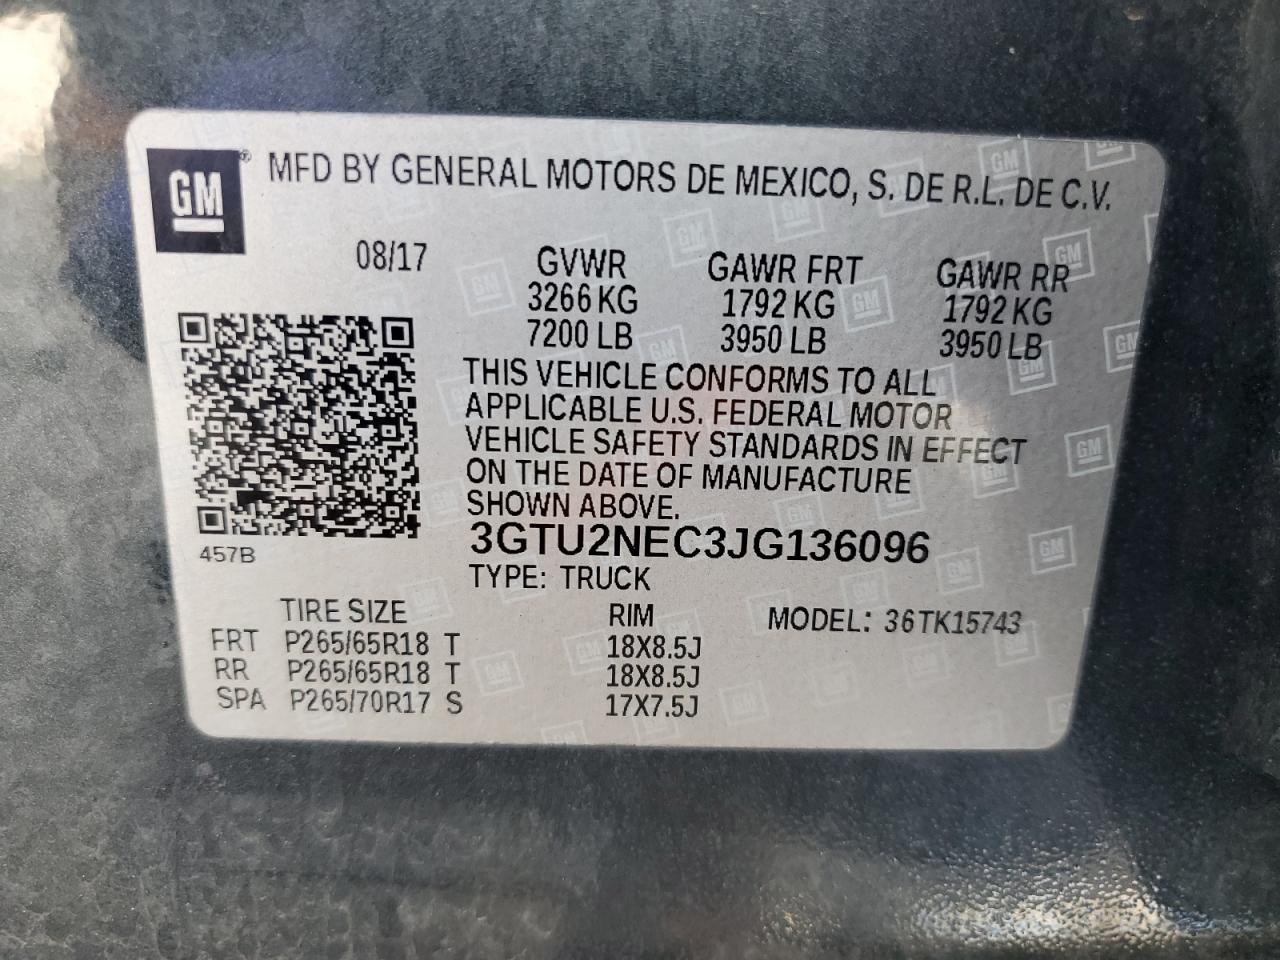 GM ® MFD BY GENERAL MOTORS DE MEXICO, S. DE R.L. DE C.V.
08/17 GVWR GAWR FRT GAWR RR
3266 KG 1792 KG 1792 KG
7200 LB 3950 LB 3950 LB
THIS VEHICLE CONFORMS TO ALL
APPLICABLE U.S. FEDERAL MOTOR
VEHICLE SAFETY STANDARDS IN EFFECT
ON THE DATE OF MANUFACTURE
SHOWN ABOVE.
3GTU2NEC3JG136096
457B
TYPE: TRUCK
TIRE SIZE RIM MODEL: 36TK15743
FRT P265/65R18 T 18X8.5J
RR P265/65R18 T 18X8.5J
SPA P265/70R17 S 17X7.5J